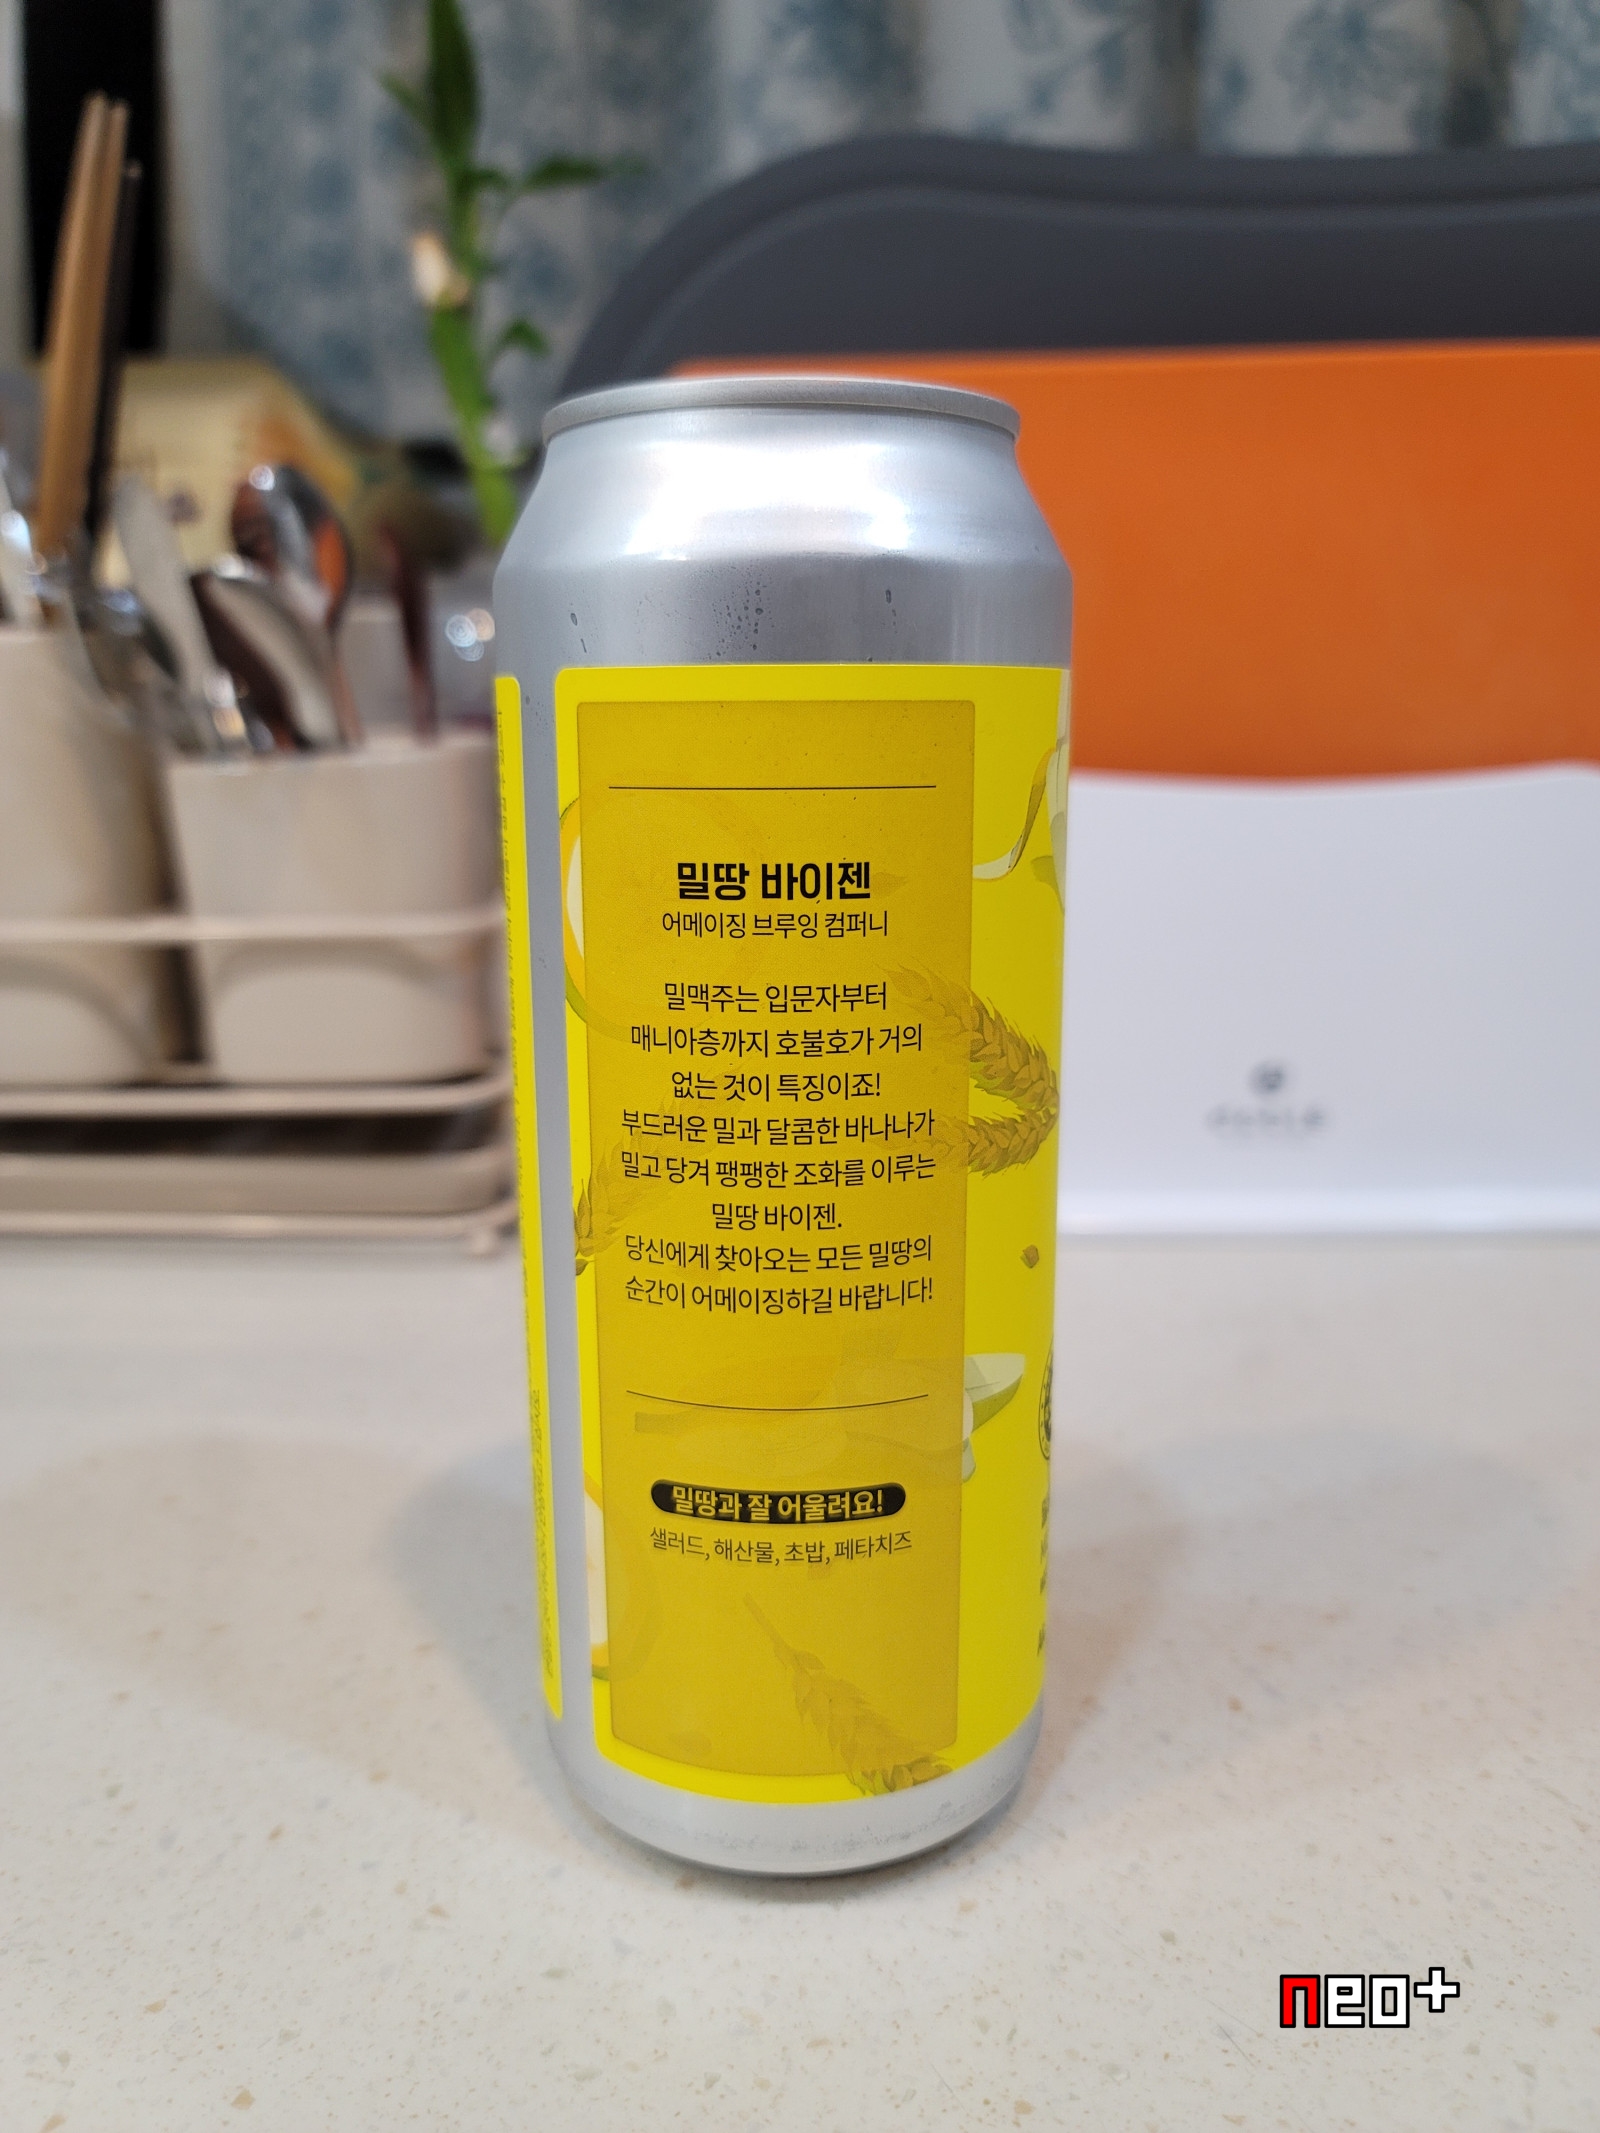 밀땅 바이젠
어메이징 브루잉 컴퍼니
밀맥주는 입문자부터
매니아층까지 호불호가 거의
없는 것이 특징이죠!
부드러운 밀과 달콤한 바나나가
밀고 당겨 팽팽한 조화를 이루는
밀땅 바이젠.
당신에게 찾아오는 모든 밀땅의
순간이 어메이징하길 바랍니다!
밀땅과 잘 어울려요!
샐러드, 해산물, 초밥, 페타치즈
neo+